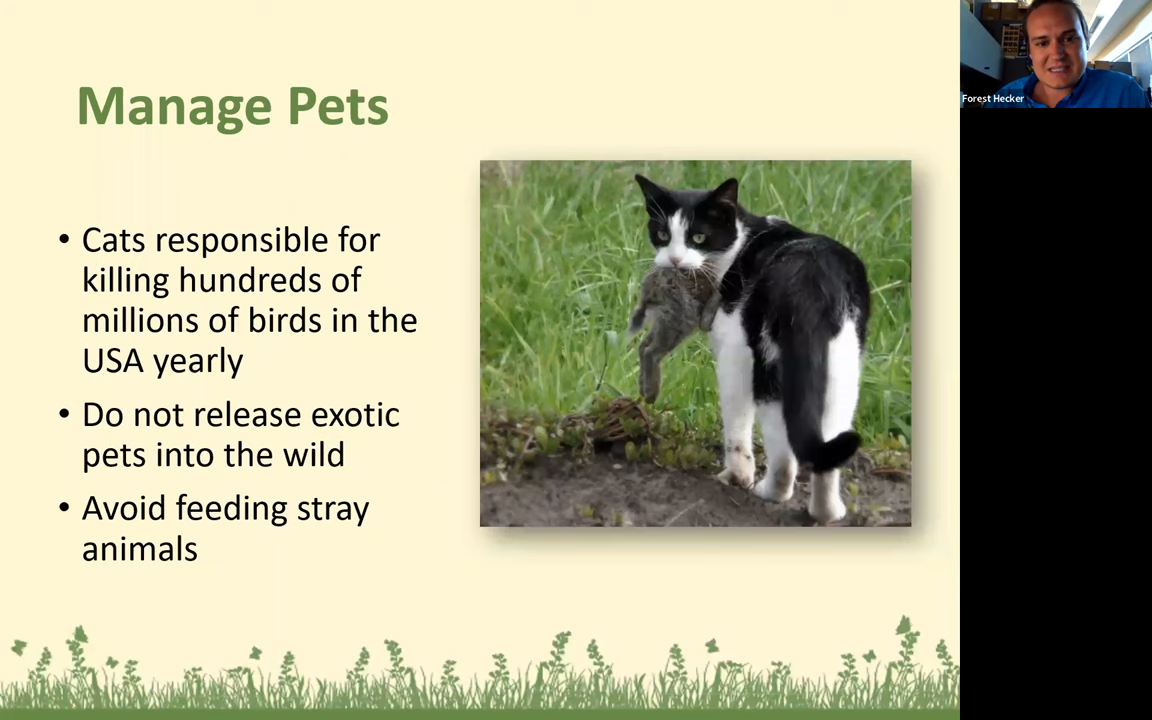 Manage Pets
Forest Hecker
• Cats responsible for
killing hundreds of
millions of birds in the
USA yearly
• Do not release exotic
pets into the wild
• Avoid feeding stray
animals